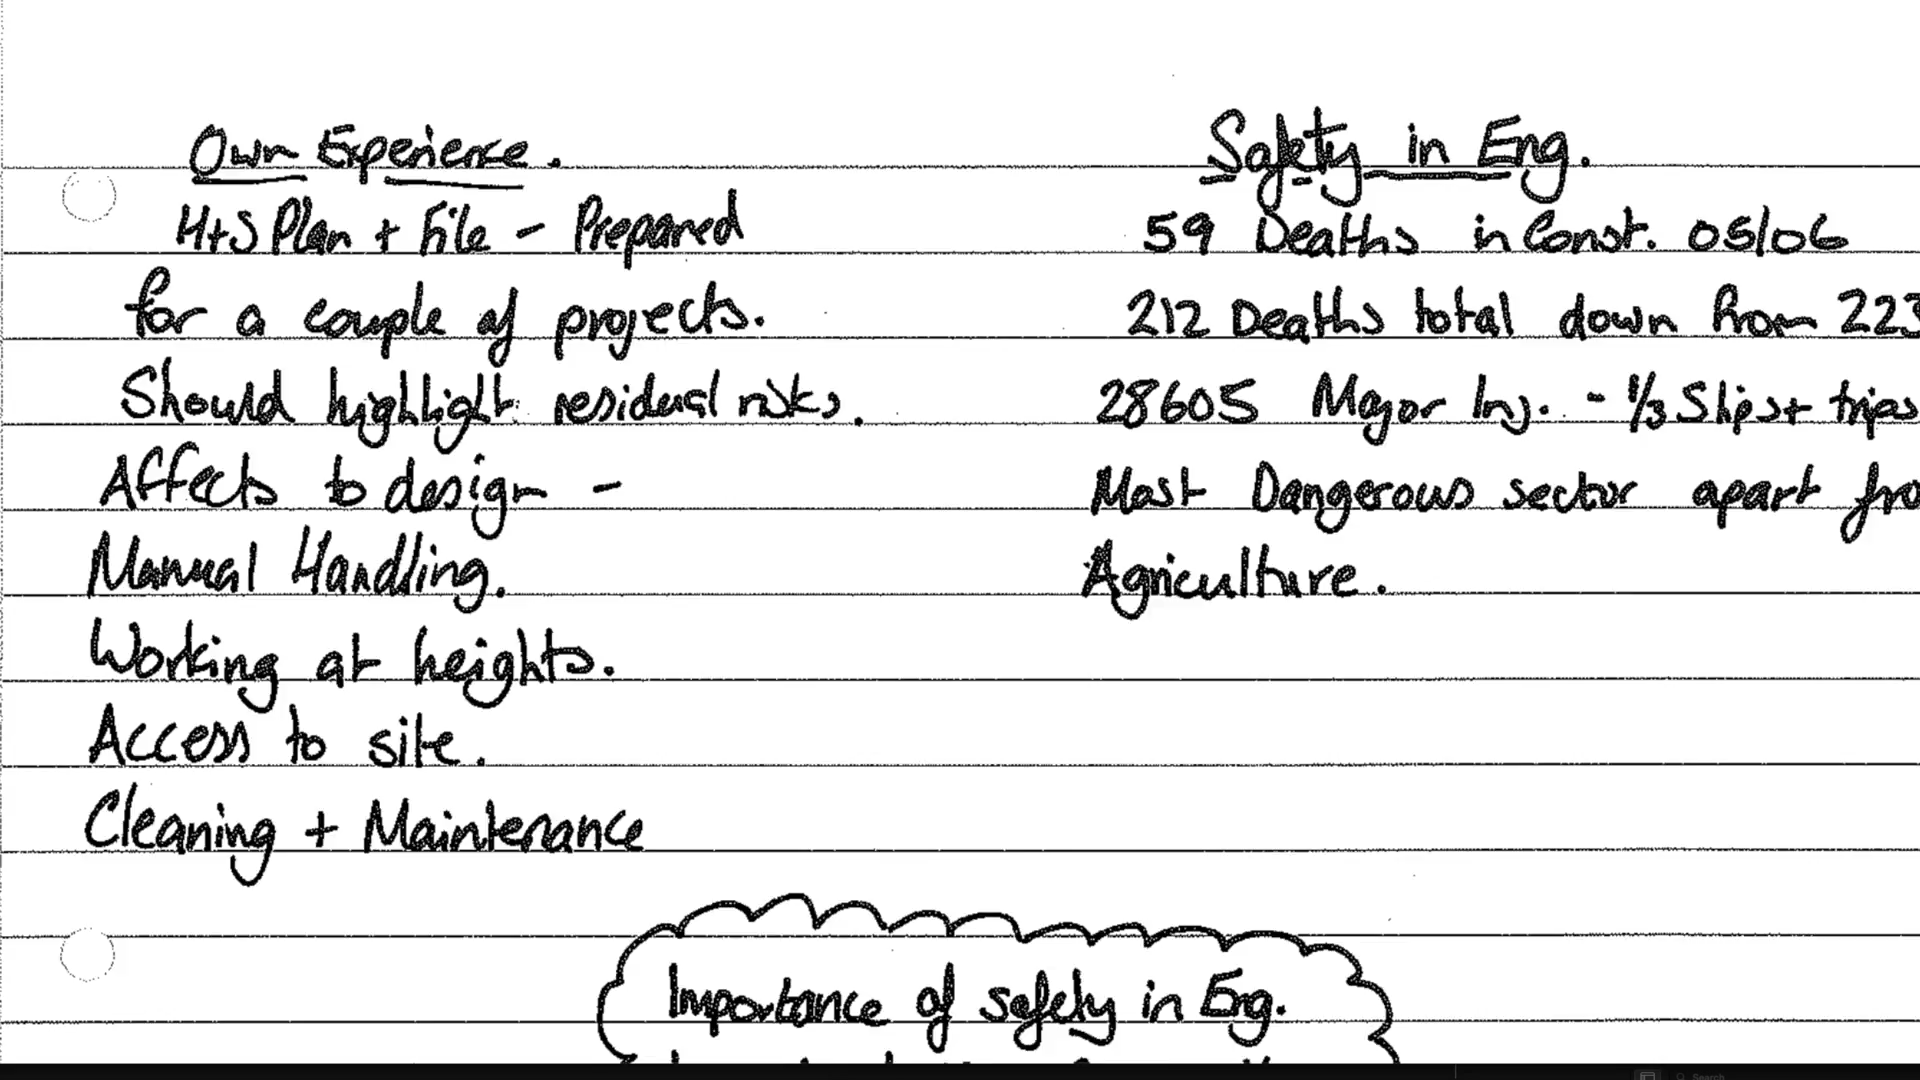 Own Experience.
H+S Plan + File - Prepared
for a couple of projects.
Should highlight residual risks.
Affects to design -
Manual Handling.
Working at heights.
Access to site.
Cleaning + Maintenance
Safety in Eng.
59 Deaths in Const. 05/06
212 Deaths total down from 223
28605 Major Inj. - 1/3 Slips + trips
Most Dangerous sector apart fro
Agriculture.
Importance of safety in Eng.
Search